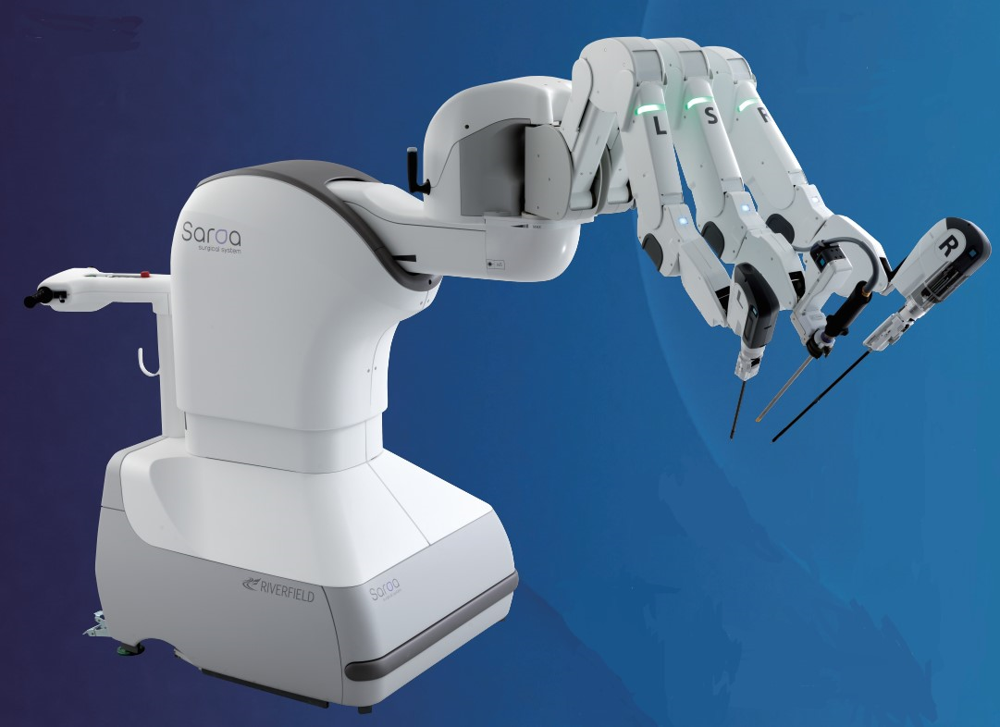 L
S
R
Saroa
surgical system
R
RIVERFIELD
Saroa